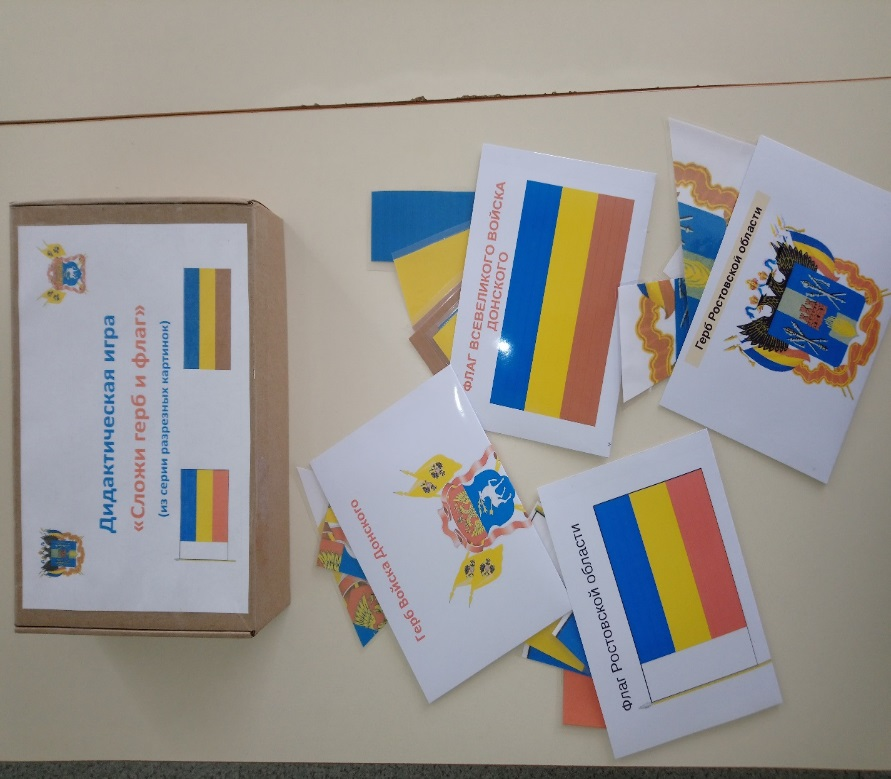 Дидактическая игра
«Сложи герб и флаг»
(из серии разрезных картинок)
ФЛАГ ВСЕВЕЛИКОГО ВОЙСКА
ДОНСКОГО
Герб Ростовской области
Герб Войска Донского
Флаг Ростовской области